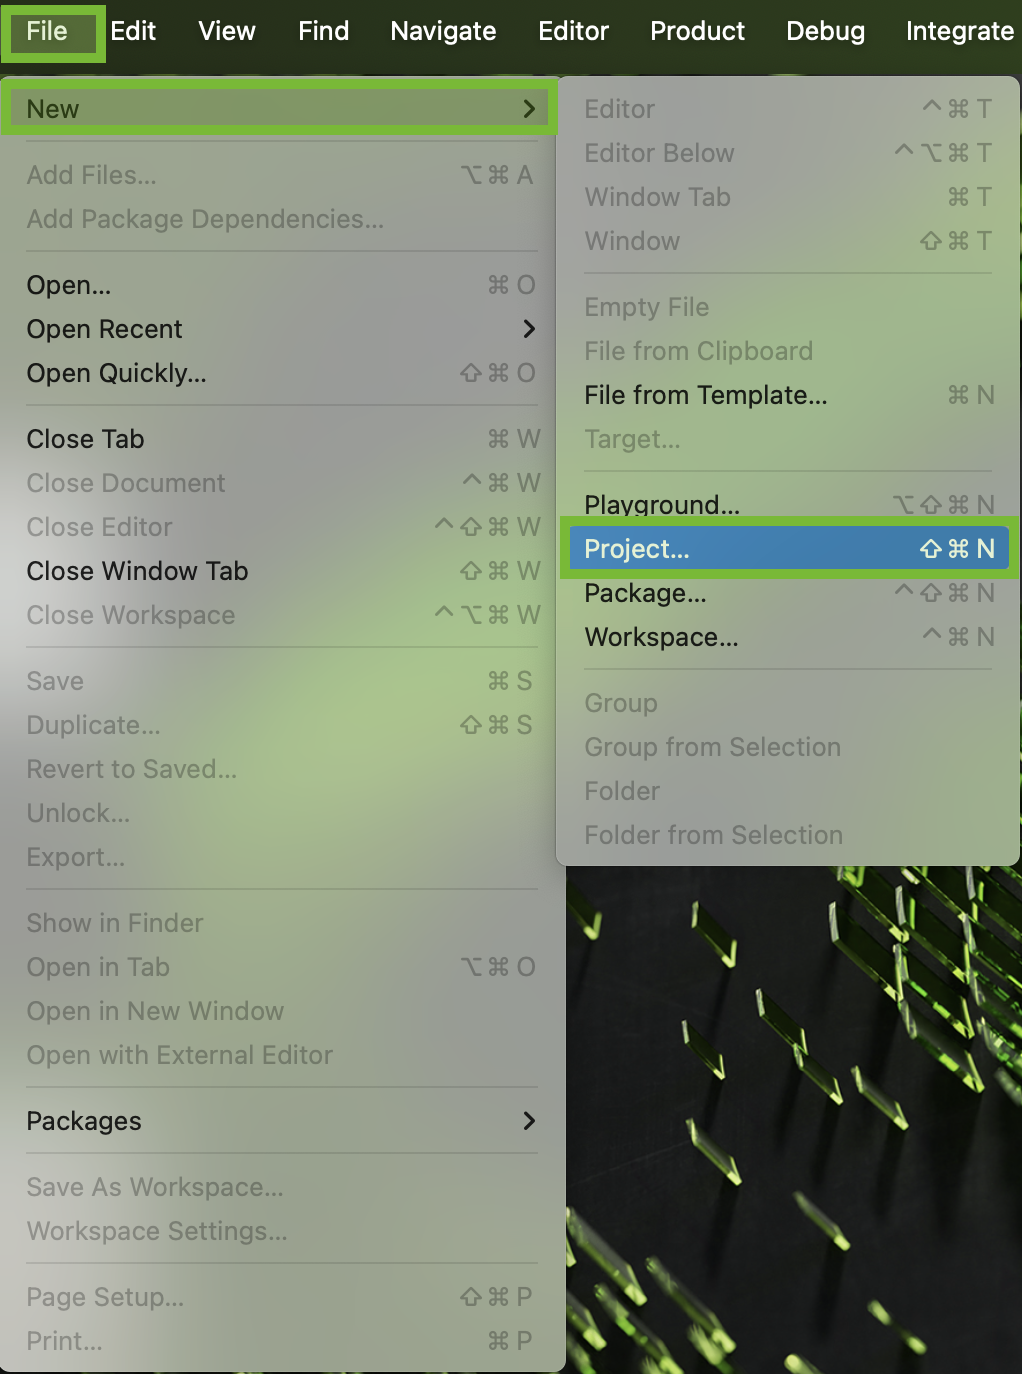 File Edit View Find Navigate Editor Product Debug Integrate
New
Add Files... ⌥⌘A
Add Package Dependencies...
Open... ⌘O
Open Recent
Open Quickly... ⇧⌘O
Close Tab ⌘W
Close Document ^⌘W
Close Editor ^⇧⌘W
Close Window Tab ⇧⌘W
Close Workspace ^⌥⌘W
Save ⌘S
Duplicate... ⇧⌘S
Revert to Saved...
Unlock...
Export...
Show in Finder
Open in Tab ⌥⌘O
Open in New Window
Open with External Editor
Packages
Save As Workspace...
Workspace Settings...
Page Setup... ⇧⌘P
Print... ⌘P
Editor ^⌘T
Editor Below ^⌥⌘T
Window Tab ⌘T
Window ⇧⌘T
Empty File
File from Clipboard
File from Template... ⌘N
Target...
Playground... ⌥⇧⌘N
Project... ⇧⌘N
Package... ^⇧⌘N
Workspace... ^⌘N
Group
Group from Selection
Folder
Folder from Selection